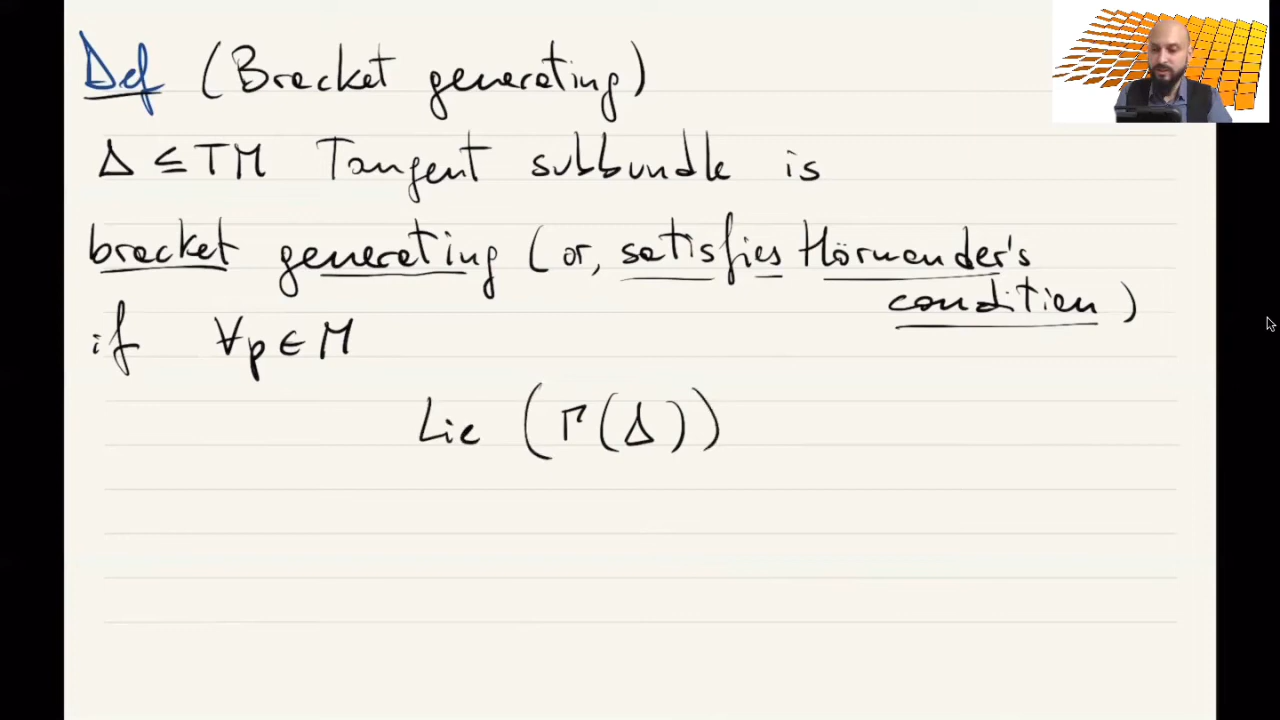 Def (Bracket generating)
Δ ⊆ TM Tangent subbundle is
bracket generating (or, satisfies Hörmander's
condition)
if ∀p ∈ M
Lie (Γ(Δ))